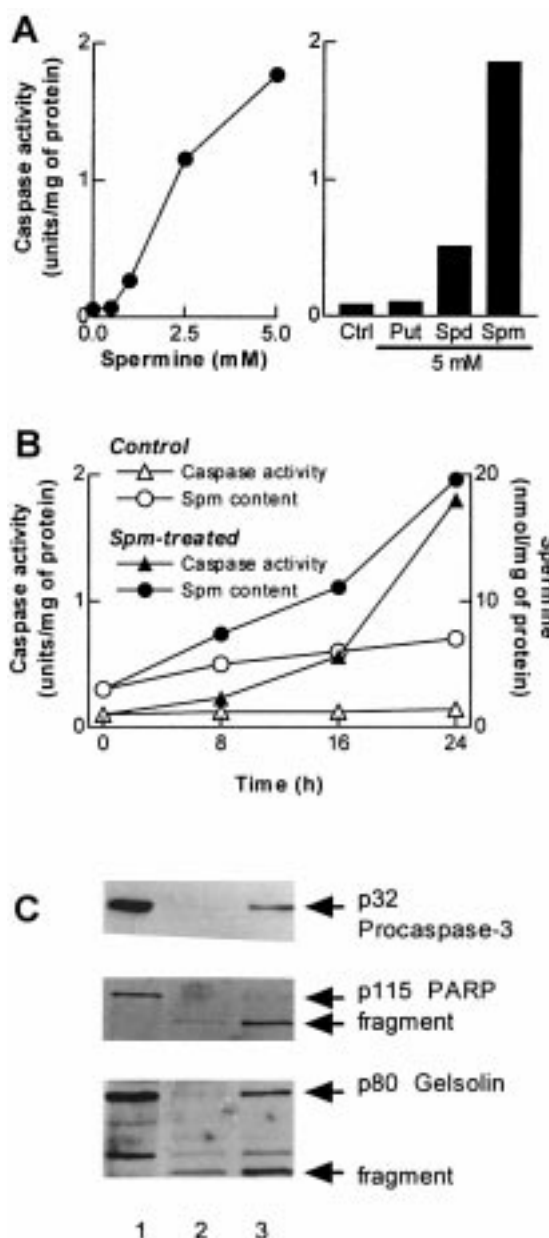 A
Caspase activity
(units/mg of protein)
2
1
0
0.0
2.5
5.0
Spermine (mM)
2
1
0
Ctrl Put Spd Spm
5 mM
B
Control
Caspase activity
Spm content
Spm-treated
Caspase activity
Spm content
Caspase activity
(units/mg of protein)
2
1
0
20
10
0
Spermine
(nmol/mg of protein)
0 8 16 24
Time (h)
C
p32
Procaspase-3
p115 PARP
fragment
p80 Gelsolin
fragment
1 2 3